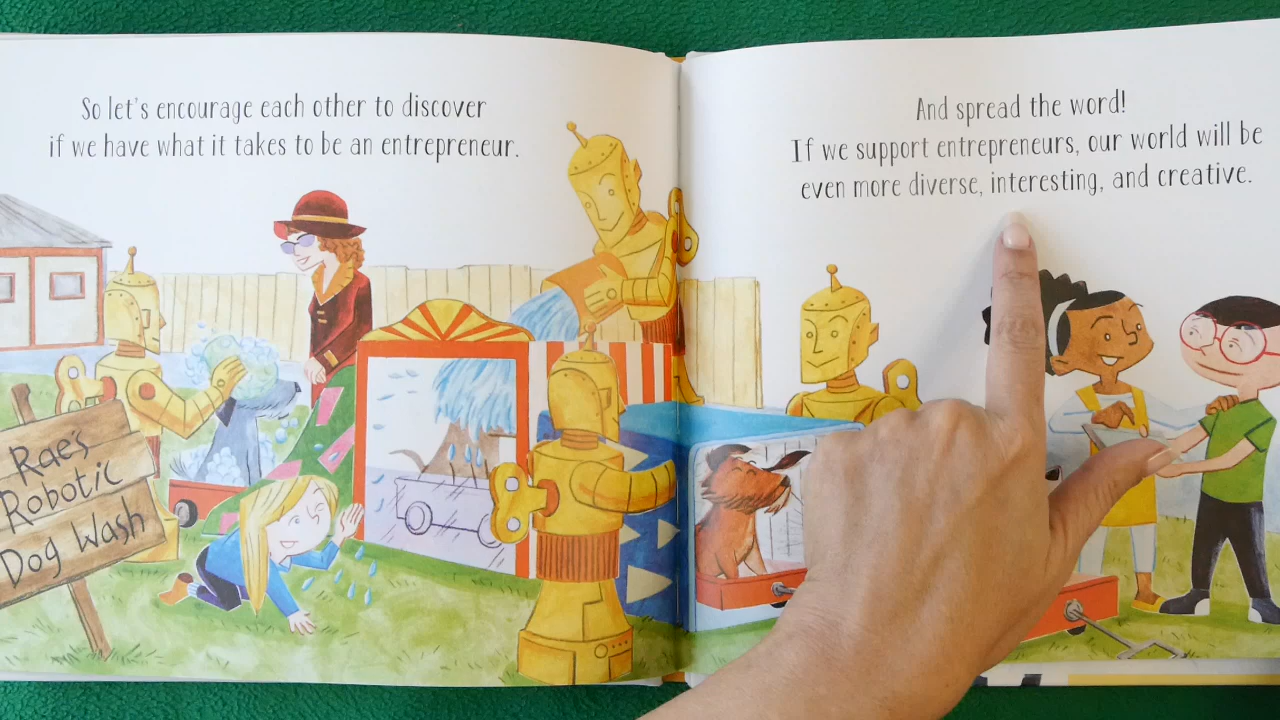 So let's encourage each other to discover
if we have what it takes to be an entrepreneur.
Rae's
Robotic
Dog Wash
And spread the word!
If we support entrepreneurs, our world will be
even more diverse, interesting, and creative.